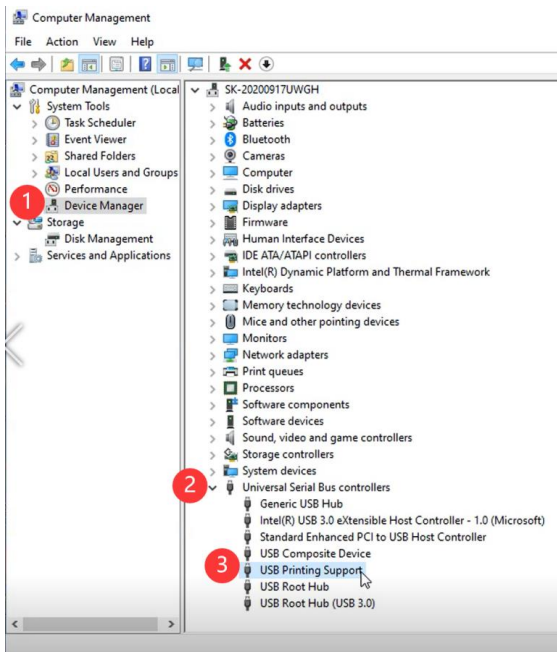 Computer Management
File Action View Help
Computer Management (Local
System Tools
Task Scheduler
Event Viewer
Shared Folders
Local Users and Groups
Performance
1
Device Manager
Storage
Disk Management
Services and Applications
SK-20200917UWGH
Audio inputs and outputs
Batteries
Bluetooth
Cameras
Computer
Disk drives
Display adapters
Firmware
Human Interface Devices
IDE ATA/ATAPI controllers
Intel(R) Dynamic Platform and Thermal Framework
Keyboards
Memory technology devices
Mice and other pointing devices
Monitors
Network adapters
Print queues
Processors
Software components
Software devices
Sound, video and game controllers
Storage controllers
System devices
2
Universal Serial Bus controllers
Generic USB Hub
Intel(R) USB 3.0 eXtensible Host Controller - 1.0 (Microsoft)
Standard Enhanced PCI to USB Host Controller
USB Composite Device
3
USB Printing Support
USB Root Hub
USB Root Hub (USB 3.0)